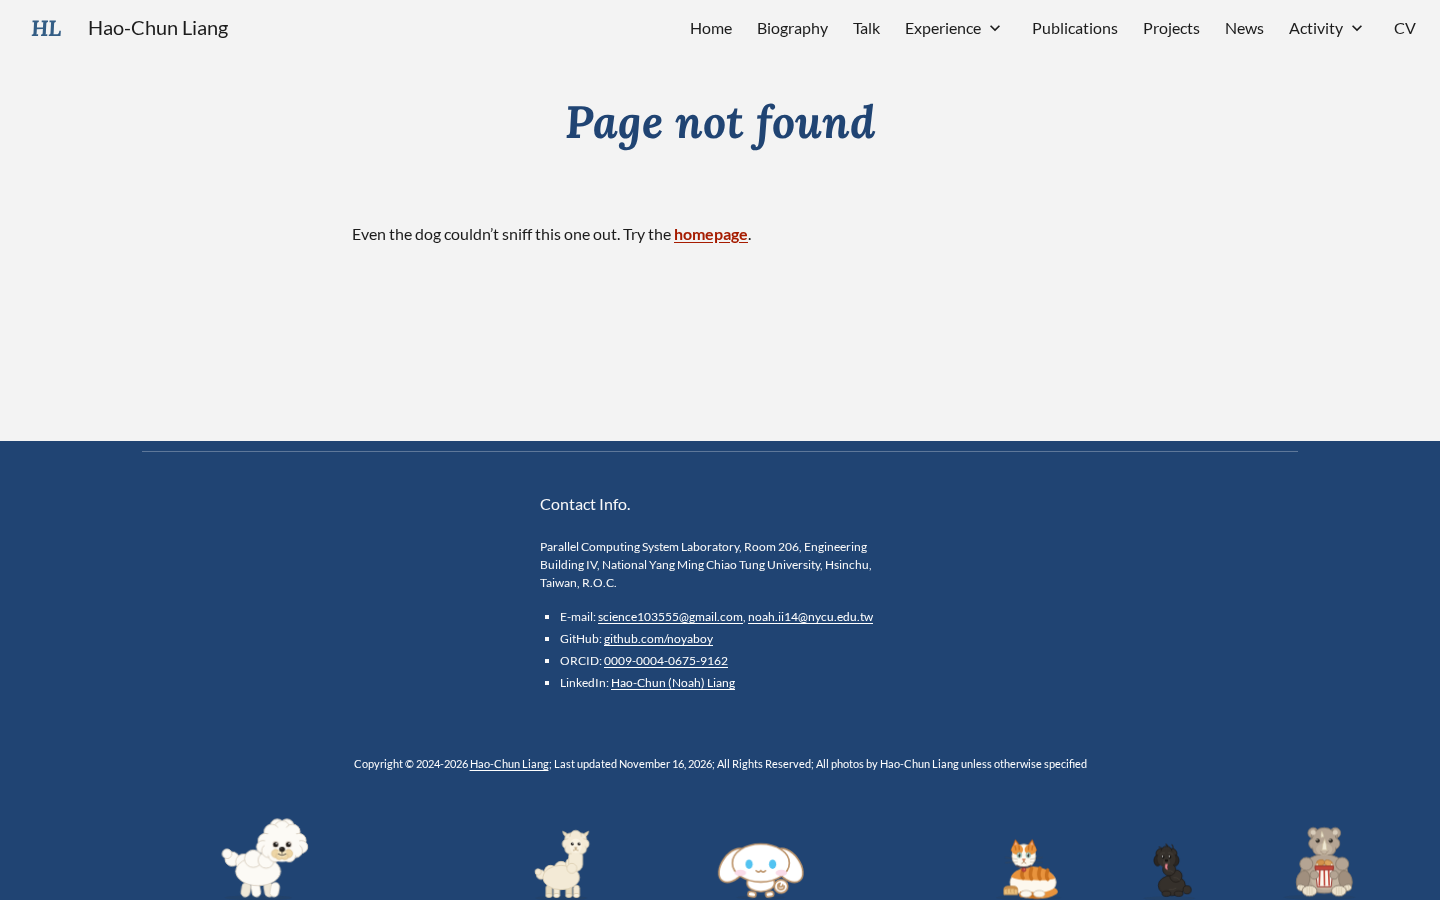 HL
Hao-Chun Liang
Home Biography Talk Experience Publications Projects News Activity CV
Page not found
Even the dog couldn’t sniff this one out. Try the homepage.
Contact Info.
Parallel Computing System Laboratory, Room 206, Engineering
Building IV, National Yang Ming Chiao Tung University, Hsinchu,
Taiwan, R.O.C.
E-mail: science103555@gmail.com, noah.ii14@nycu.edu.tw
GitHub: github.com/noyaboy
ORCID: 0009-0004-0675-9162
LinkedIn: Hao-Chun (Noah) Liang
Copyright © 2024-2026 Hao-Chun Liang; Last updated November 16, 2026; All Rights Reserved; All photos by Hao-Chun Liang unless otherwise specified